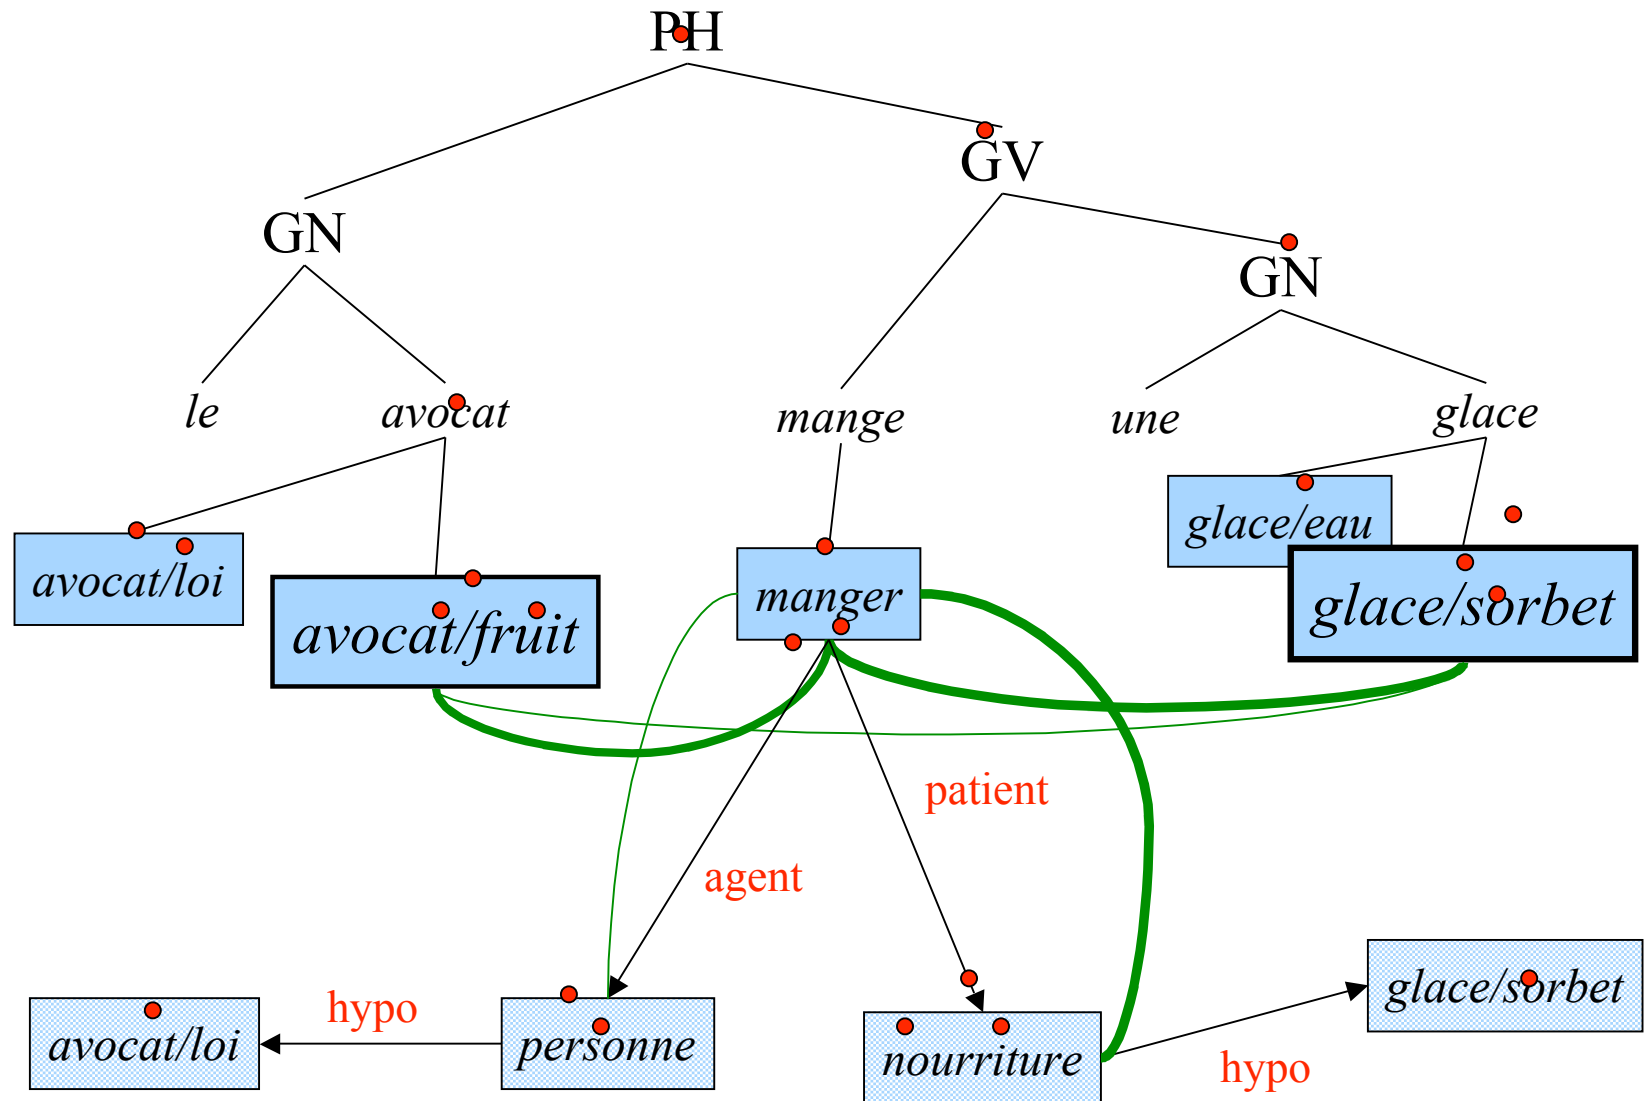 PH
GV
GN
GN
le
avocat
mange
une
glace
glace/eau
avocat/loi
avocat/fruit
manger
glace/sorbet
patient
agent
glace/sorbet
hypo
avocat/loi
personne
nourriture
hypo